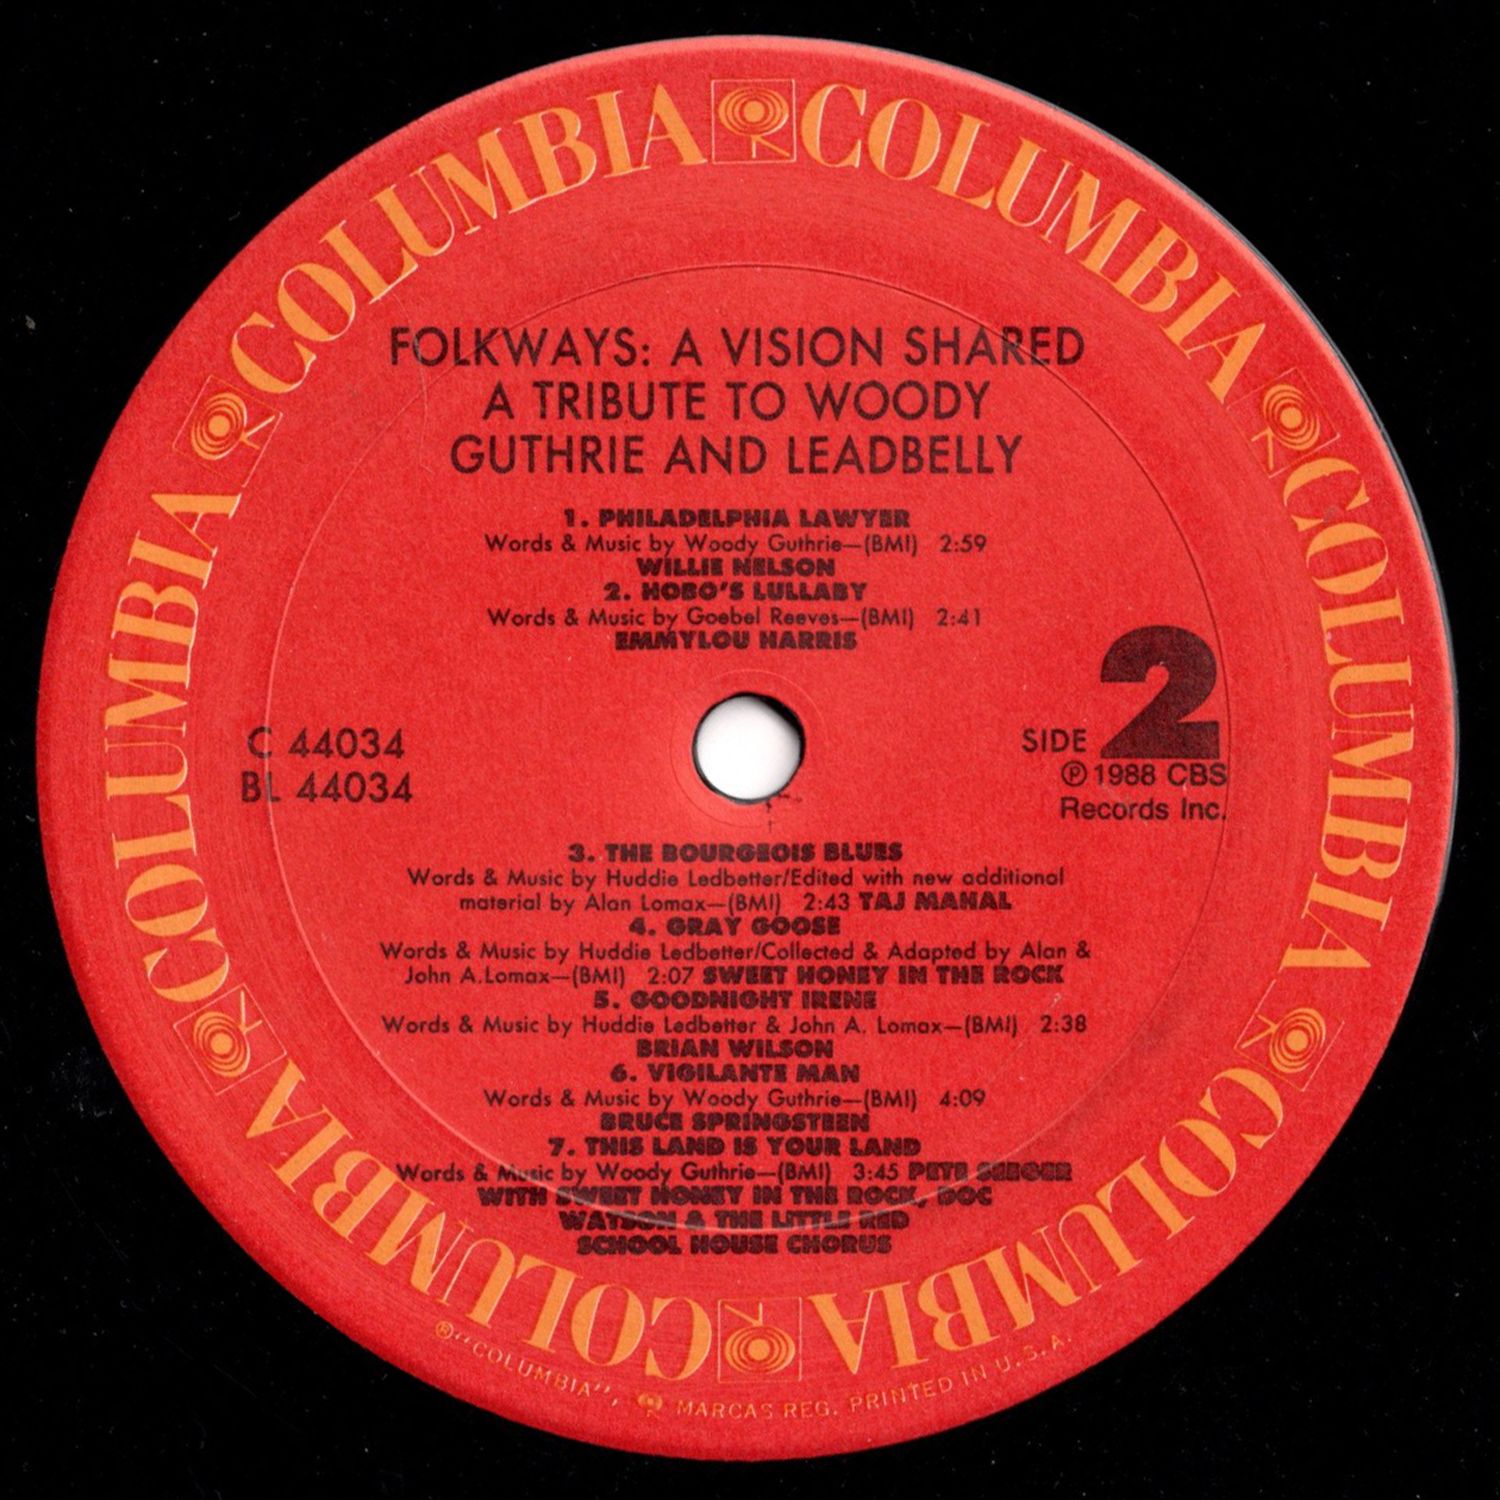 COLUMBIA COLUMBIA COLUMBIA COLUMBIA COLUMBIA COLUMBIA
FOLKWAYS: A VISION SHARED
A TRIBUTE TO WOODY
GUTHRIE AND LEADBELLY
1. PHILADELPHIA LAWYER
Words & Music by Woody Guthrie—(BMI) 2:59
WILLIE NELSON
2. HOBO'S LULLABY
Words & Music by Goebel Reeves—(BMI) 2:41
EMMYLOU HARRIS
C 44034
BL 44034
SIDE 2
℗ 1988 CBS
Records Inc.
3. THE BOURGEOIS BLUES
Words & Music by Huddie Ledbetter/Edited with new additional
material by Alan Lomax—(BMI) 2:43 TAJ MAHAL
4. GRAY GOOSE
Words & Music by Huddie Ledbetter/Collected & Adapted by Alan &
John A.Lomax—(BMI) 2:07 SWEET HONEY IN THE ROCK
5. GOODNIGHT IRENE
Words & Music by Huddie Ledbetter & John A. Lomax—(BMI) 2:38
BRIAN WILSON
6. VIGILANTE MAN
Words & Music by Woody Guthrie—(BMI) 4:09
BRUCE SPRINGSTEEN
7. THIS LAND IS YOUR LAND
Words & Music by Woody Guthrie—(BMI) 3:45 PETE SEEGER
WITH SWEET HONEY IN THE ROCK, DOC
WATSON & THE LITTLE RED
SCHOOL HOUSE CHORUS
® "COLUMBIA", MARCAS REG. PRINTED IN U.S.A.